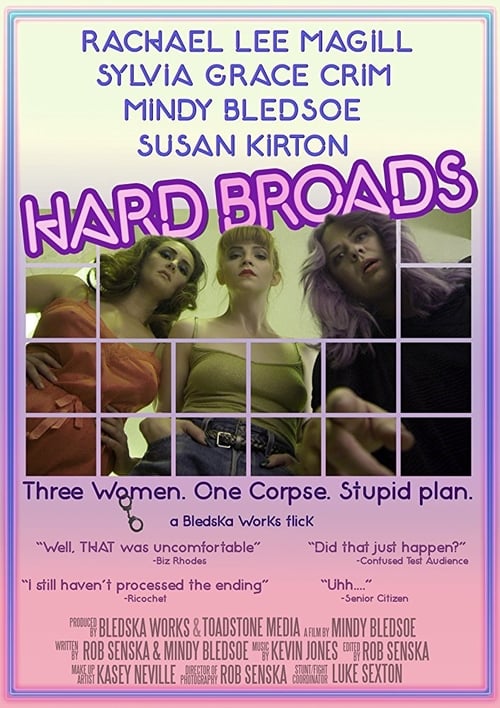 RACHAEL LEE MAGILL
SYLVIA GRACE CRIM
MINDY BLEDSOE
SUSAN KIRTON
HARD BROADS
Three Women. One Corpse. Stupid plan.
a Bledska Works flick
"Well, THAT was uncomfortable"
-Biz Rhodes
"Did that just happen?"
-Confused Test Audience
"I still haven't processed the ending"
-Ricochet
"Uhh...."
-Senior Citizen
PRODUCED BY BLEDSKA WORKS & TOADSTONE MEDIA A FILM BY MINDY BLEDSOE
WRITTEN BY ROB SENSKA & MINDY BLEDSOE MUSIC BY KEVIN JONES EDITED BY ROB SENSKA
MAKE UP ARTIST KASEY NEVILLE DIRECTOR OF PHOTOGRAPHY ROB SENSKA STUNT/FIGHT COORDINATOR LUKE SEXTON